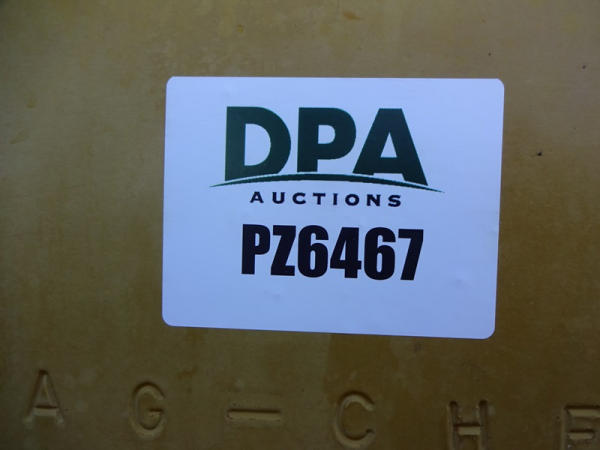 DPA
AUCTIONS
PZ6467
AG-CHE